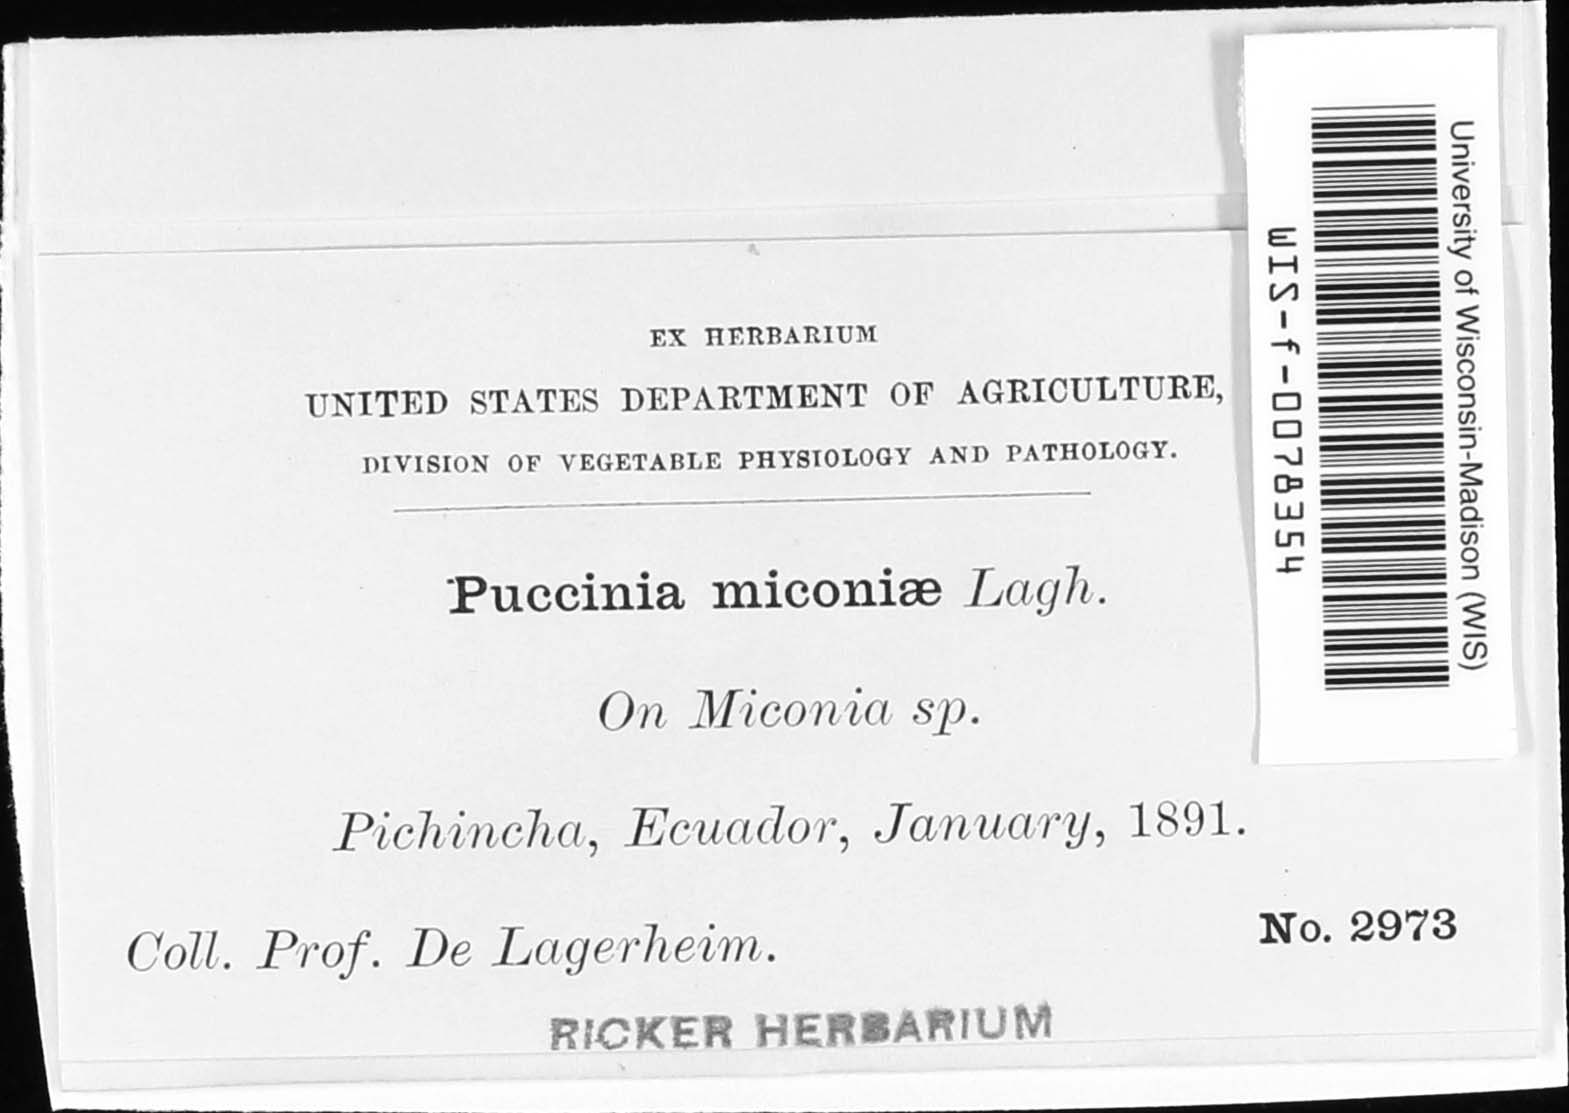 EX HERBARIUM
UNITED STATES DEPARTMENT OF AGRICULTURE,
DIVISION OF VEGETABLE PHYSIOLOGY AND PATHOLOGY.
Puccinia miconiæ Lagh.
On Miconia sp.
Pichincha, Ecuador, January, 1891.
Coll. Prof. De Lagerheim.
No. 2973
RICKER HERBARIUM
University of Wisconsin-Madison (WIS)
WIS-f-0078354